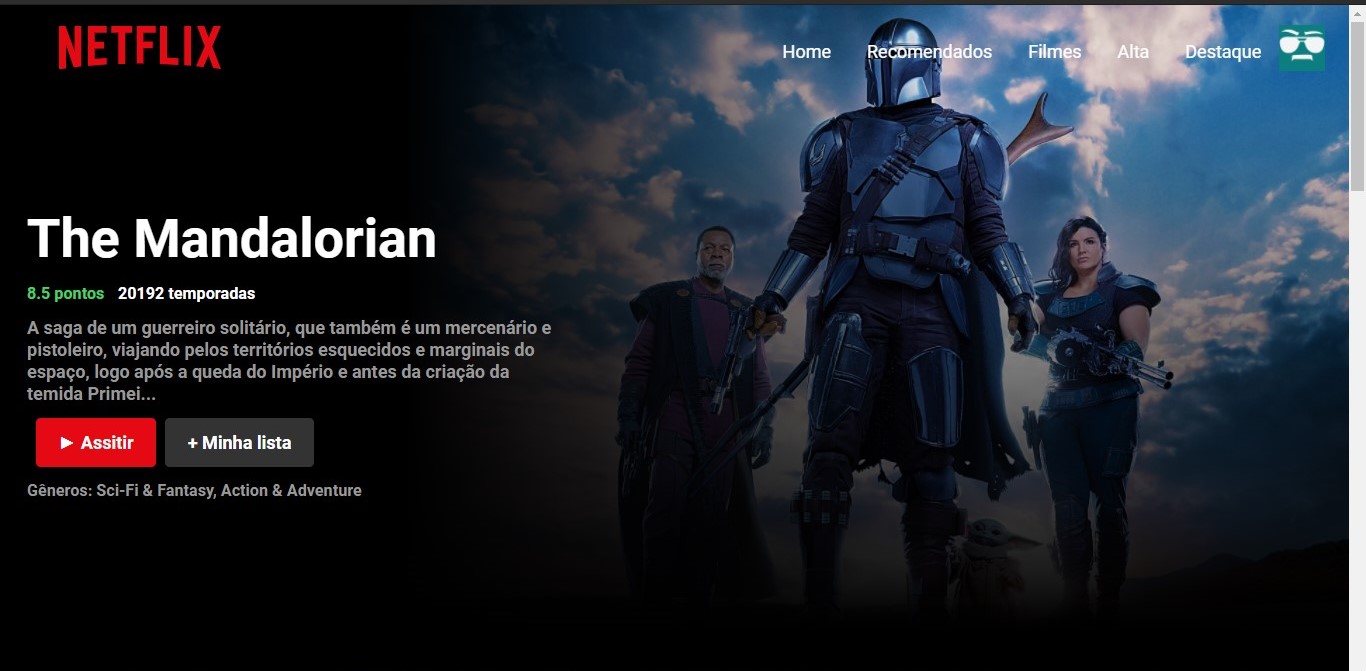 NETFLIX
Home Recomendados Filmes Alta Destaque
The Mandalorian
8.5 pontos 20192 temporadas
A saga de um guerreiro solitário, que também é um mercenário e
pistoleiro, viajando pelos territórios esquecidos e marginais do
espaço, logo após a queda do Império e antes da criação da
temida Primei...
► Assitir + Minha lista
Gêneros: Sci-Fi & Fantasy, Action & Adventure